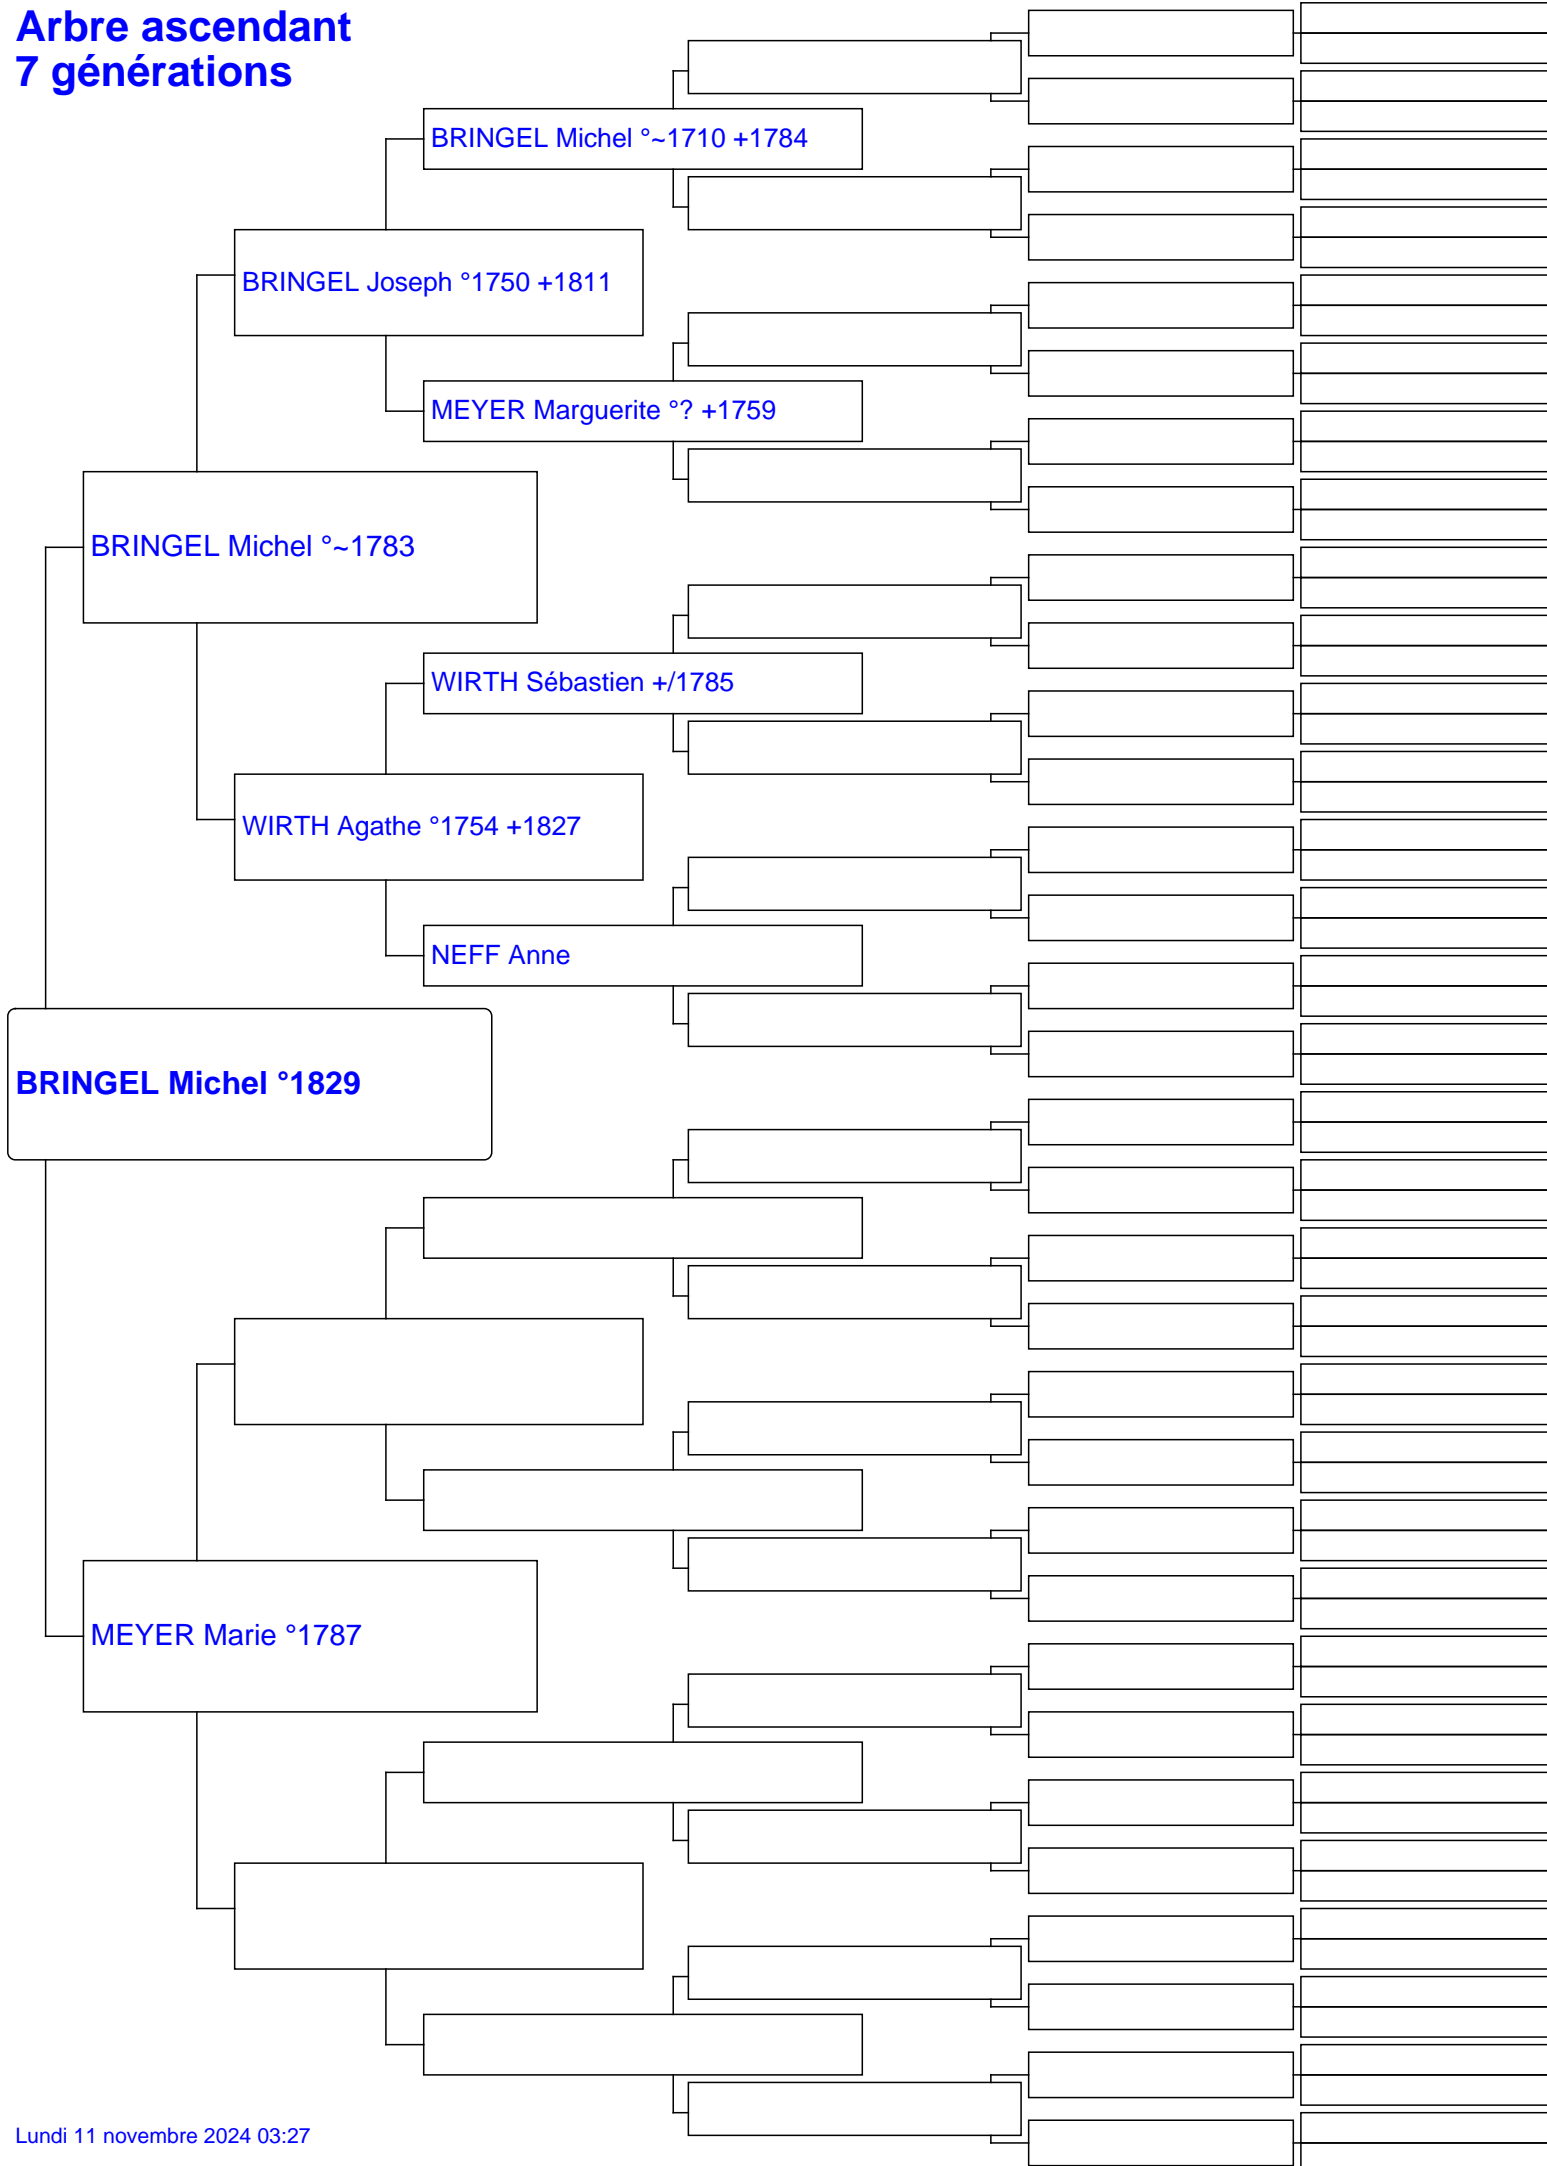 Arbre ascendant
7 générations
BRINGEL Michel °~1710 +1784
BRINGEL Joseph °1750 +1811
MEYER Marguerite °? +1759
BRINGEL Michel °~1783
WIRTH Sébastien +/1785
WIRTH Agathe °1754 +1827
NEFF Anne
BRINGEL Michel °1829
MEYER Marie °1787
Lundi 11 novembre 2024 03:27